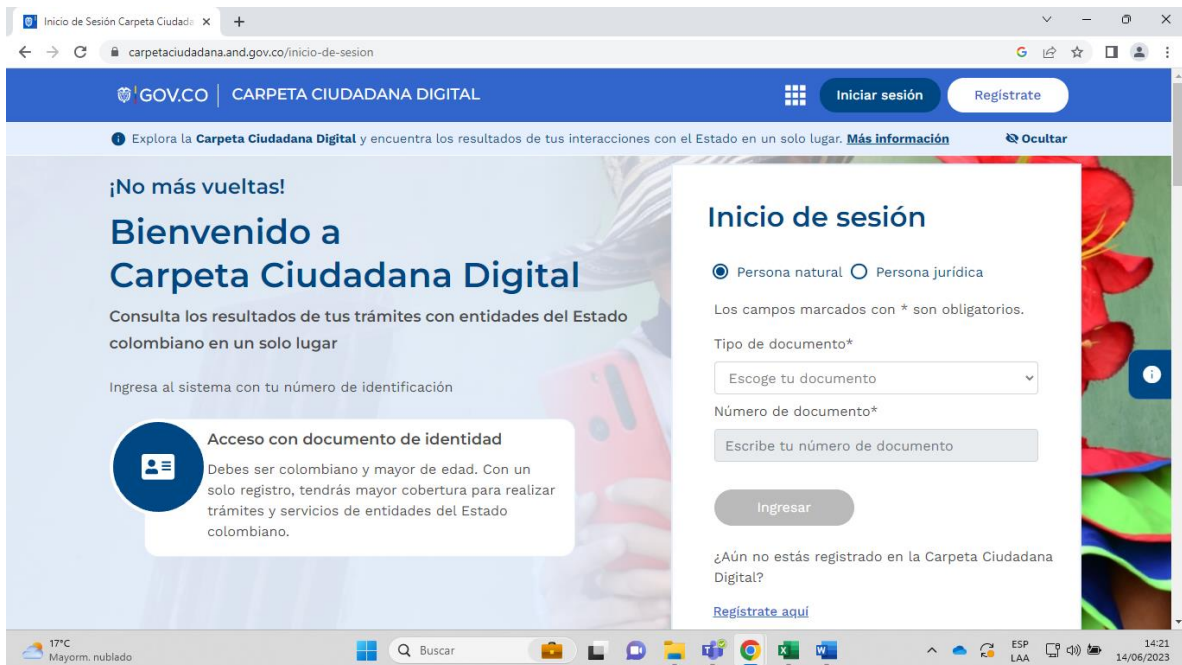 Inicio de Sesión Carpeta Ciudada
carpetaciudadana.and.gov.co/inicio-de-sesion
GOV.CO | CARPETA CIUDADANA DIGITAL
Iniciar sesión
Regístrate
Explora la Carpeta Ciudadana Digital y encuentra los resultados de tus interacciones con el Estado en un solo lugar. Más información
Ocultar
¡No más vueltas!
Bienvenido a
Carpeta Ciudadana Digital
Consulta los resultados de tus trámites con entidades del Estado
colombiano en un solo lugar
Ingresa al sistema con tu número de identificación
Acceso con documento de identidad
Debes ser colombiano y mayor de edad. Con un
solo registro, tendrás mayor cobertura para realizar
trámites y servicios de entidades del Estado
colombiano.
Inicio de sesión
Persona natural
Persona jurídica
Los campos marcados con * son obligatorios.
Tipo de documento*
Escoge tu documento
Número de documento*
Escribe tu número de documento
Ingresar
¿Aún no estás registrado en la Carpeta Ciudadana
Digital?
Regístrate aquí
17°C
Mayorm. nublado
Buscar
ESP
LAA
14:21
14/06/2023